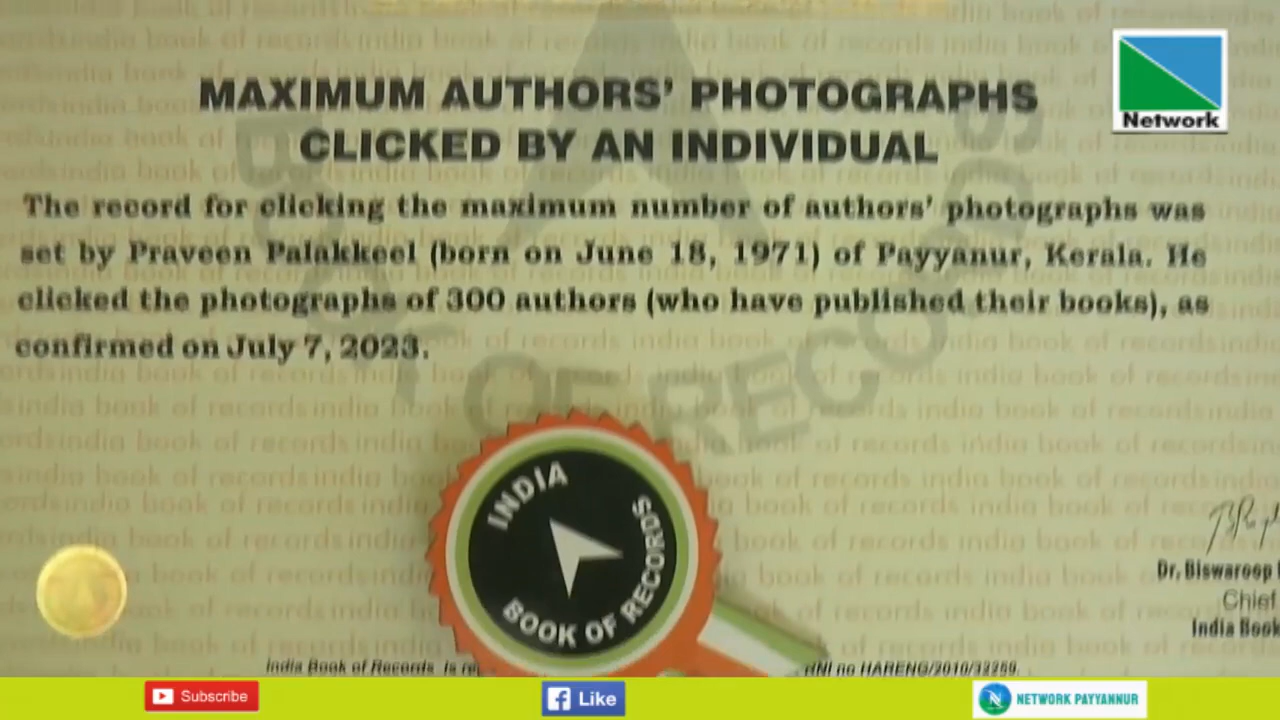 MAXIMUM AUTHORS' PHOTOGRAPHS
CLICKED BY AN INDIVIDUAL
The record for clicking the maximum number of authors' photographs was
set by Praveen Palakkeel (born on June 18, 1971) of Payyanur, Kerala. He
clicked the photographs of 300 authors (who have published their books), as
confirmed on July 7, 2023.
Network
INDIA
BOOK OF RECORDS
Dr. Biswaroop
Chief
India Book
India Book of Records is
RNI no HARENG/2010/32259.
Subscribe
Like
NETWORK PAYYANNUR